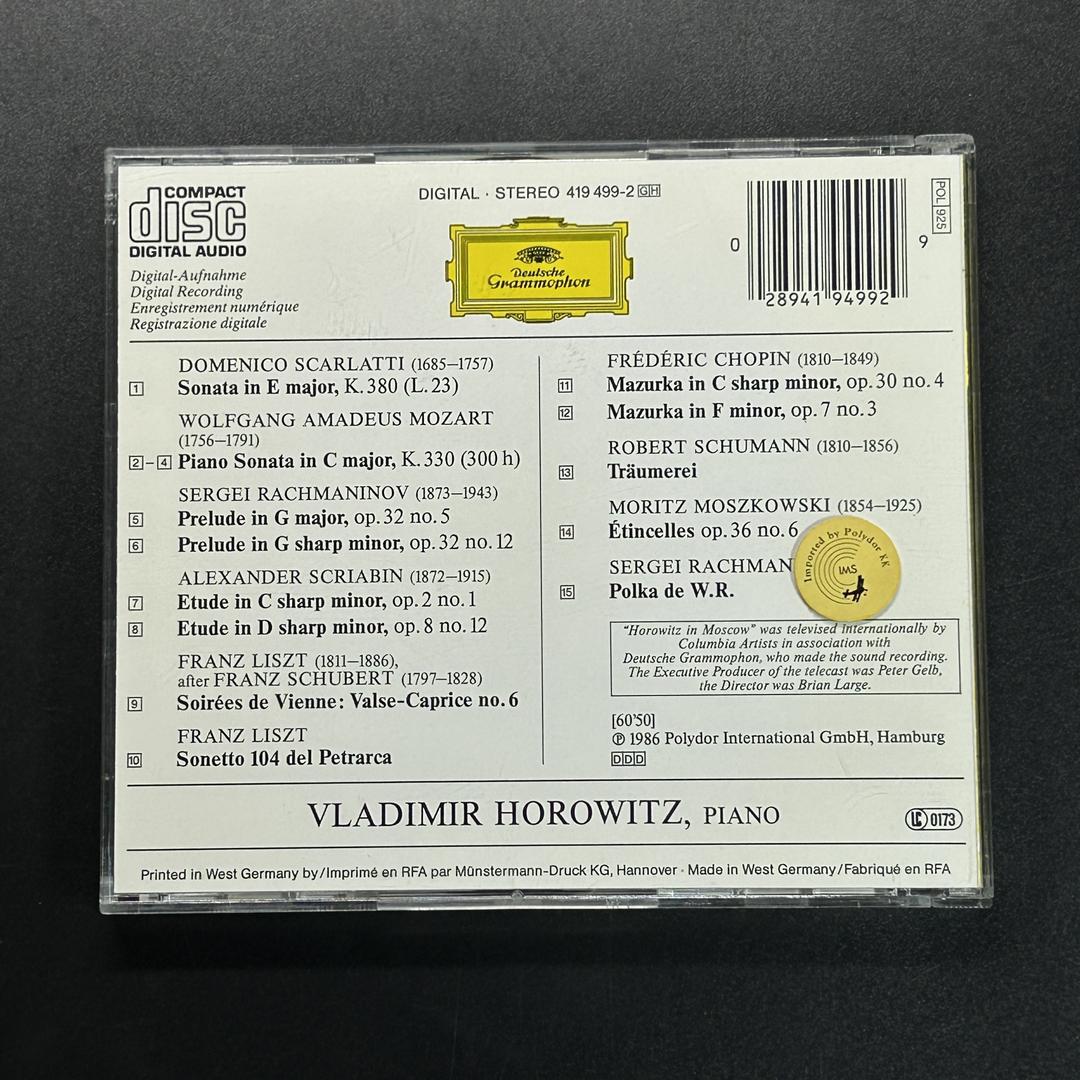 COMPACT
disc
DIGITAL AUDIO
Digital-Aufnahme
Digital Recording
Enregistrement numérique
Registrazione digitale
DIGITAL · STEREO 419 499-2 GH
Deutsche
Grammophon
0 28941 94992 9
POL 925
DOMENICO SCARLATTI (1685–1757)
1 Sonata in E major, K. 380 (L. 23)
WOLFGANG AMADEUS MOZART
(1756–1791)
2 – 4 Piano Sonata in C major, K. 330 (300 h)
SERGEI RACHMANINOV (1873–1943)
5 Prelude in G major, op. 32 no. 5
6 Prelude in G sharp minor, op. 32 no. 12
ALEXANDER SCRIABIN (1872–1915)
7 Etude in C sharp minor, op. 2 no. 1
8 Etude in D sharp minor, op. 8 no. 12
FRANZ LISZT (1811–1886),
after FRANZ SCHUBERT (1797–1828)
9 Soirées de Vienne: Valse-Caprice no. 6
FRANZ LISZT
10 Sonetto 104 del Petrarca
FRÉDÉRIC CHOPIN (1810–1849)
11 Mazurka in C sharp minor, op. 30 no. 4
12 Mazurka in F minor, op. 7 no. 3
ROBERT SCHUMANN (1810–1856)
13 Träumerei
MORITZ MOSZKOWSKI (1854–1925)
14 Étincelles op. 36 no. 6
SERGEI RACHMAN
15 Polka de W.R.
Imported by Polydor KK
IMS
"Horowitz in Moscow" was televised internationally by
Columbia Artists in association with
Deutsche Grammophon, who made the sound recording.
The Executive Producer of the telecast was Peter Gelb,
the Director was Brian Large.
[60'50]
℗ 1986 Polydor International GmbH, Hamburg
DDD
VLADIMIR HOROWITZ, PIANO
LC 0173
Printed in West Germany by/Imprimé en RFA par Münstermann-Druck KG, Hannover · Made in West Germany/Fabriqué en RFA